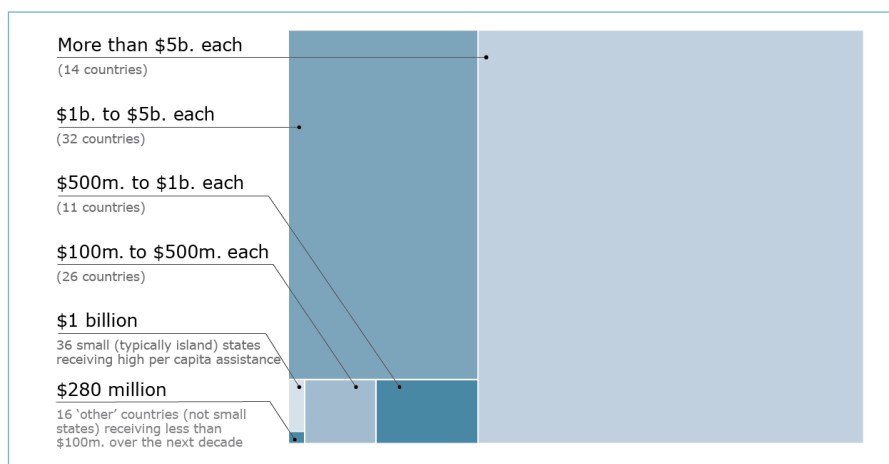 More than $5b. each
(14 countries)
$1b. to $5b. each
(32 countries)
$500m. to $1b. each
(11 countries)
$100m. to $500m. each
(26 countries)
$1 billion
36 small (typically island) states
receiving high per capita assistance
$280 million
16 ‘other’ countries (not small
states) receiving less than
$100m. over the next decade